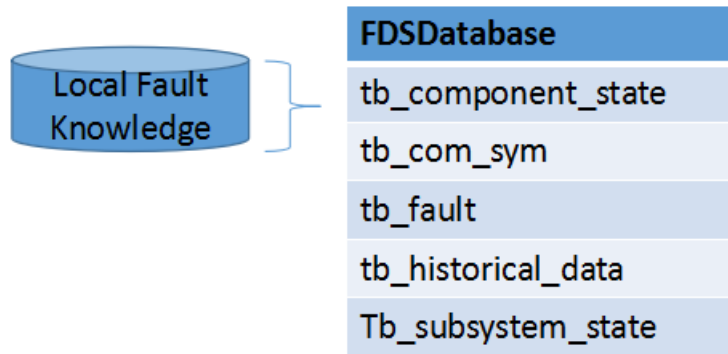 Local Fault
Knowledge
FDSDatabase
tb_component_state
tb_com_sym
tb_fault
tb_historical_data
Tb_subsystem_state